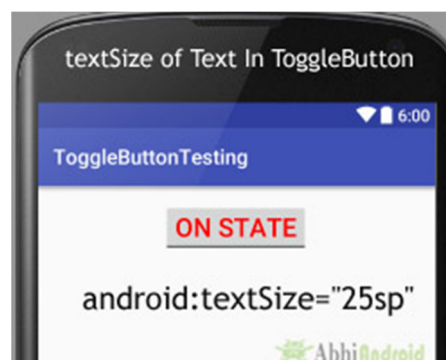 textSize of Text In ToggleButton
6:00
ToggleButtonTesting
ON STATE
android:textSize="25sp"
AbhiAndroid